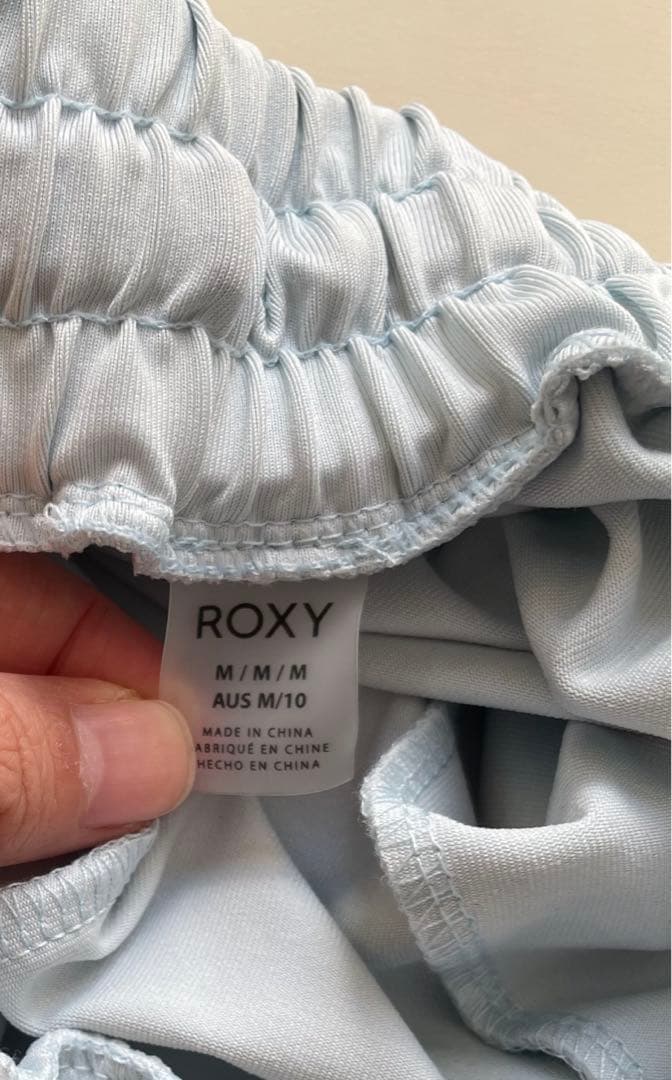 ROXY
M / M / M
AUS M/10
MADE IN CHINA
ABRIQUÉ EN CHINE
HECHO EN CHINA